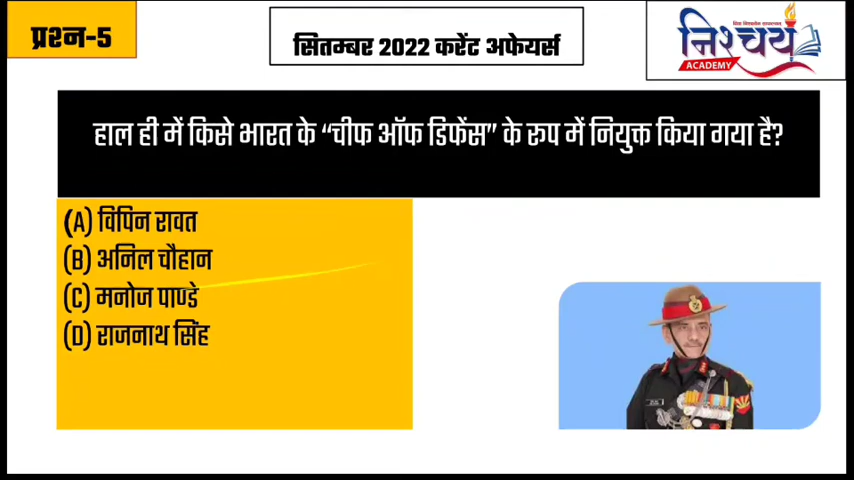 प्रश्न-5
सितम्बर 2022 करेंट अफेयर्स
निश्चय
ACADEMY
हाल ही में किसे भारत के “चीफ ऑफ डिफेंस” के रूप में नियुक्त किया गया है?
(A) विपिन रावत
(B) अनिल चौहान
(C) मनोज पाण्डे
(D) राजनाथ सिंह